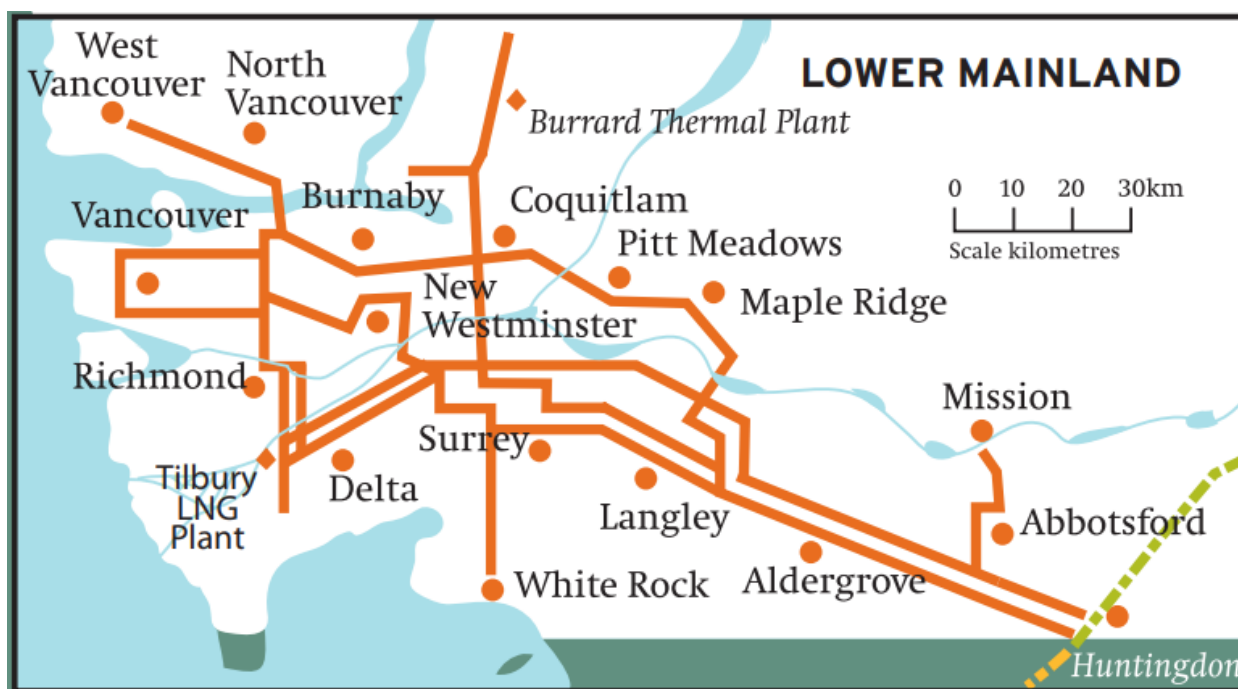 West
Vancouver
North
Vancouver
LOWER MAINLAND
Burrard Thermal Plant
0 10 20 30km
Scale kilometres
Burnaby
Vancouver
Coquitlam
Pitt Meadows
Maple Ridge
New
Westminster
Richmond
Mission
Surrey
Tilbury
LNG
Plant
Delta
Langley
Abbotsford
White Rock
Aldergrove
Huntingdon